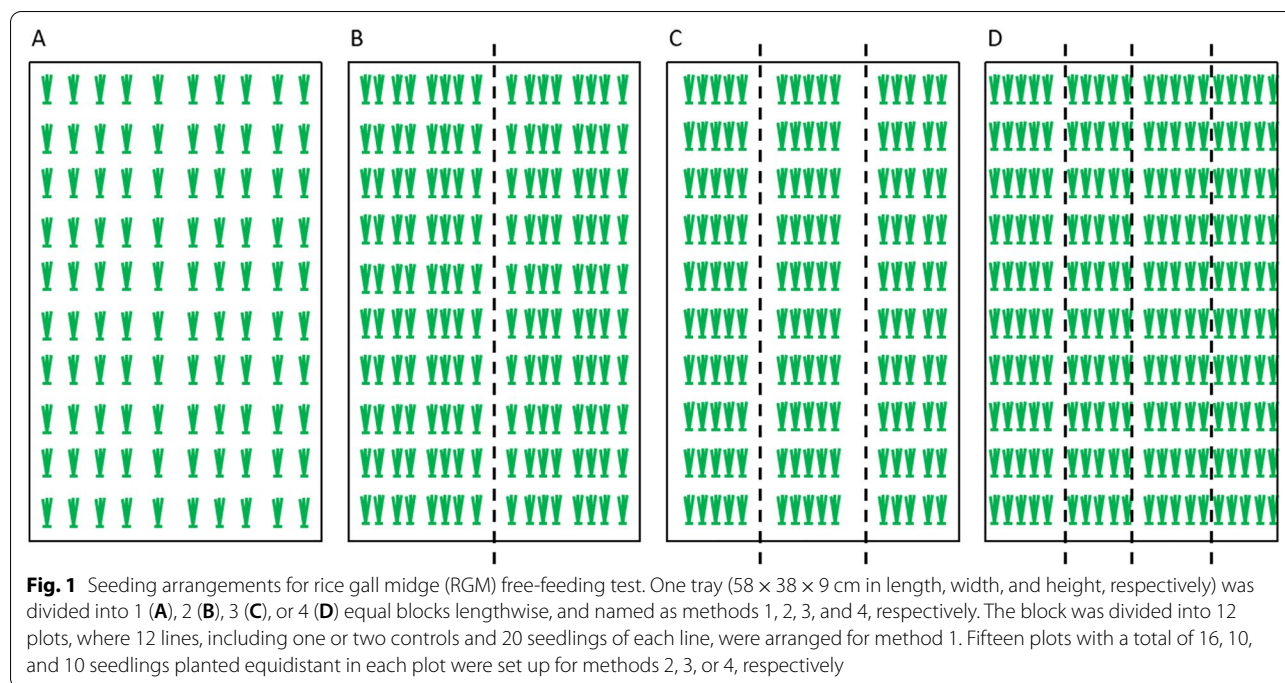 A
B
C
D
Fig. 1 Seeding arrangements for rice gall midge (RGM) free-feeding test. One tray (58 × 38 × 9 cm in length, width, and height, respectively) was
divided into 1 (A), 2 (B), 3 (C), or 4 (D) equal blocks lengthwise, and named as methods 1, 2, 3, and 4, respectively. The block was divided into 12
plots, where 12 lines, including one or two controls and 20 seedlings of each line, were arranged for method 1. Fifteen plots with a total of 16, 10,
and 10 seedlings planted equidistant in each plot were set up for methods 2, 3, or 4, respectively